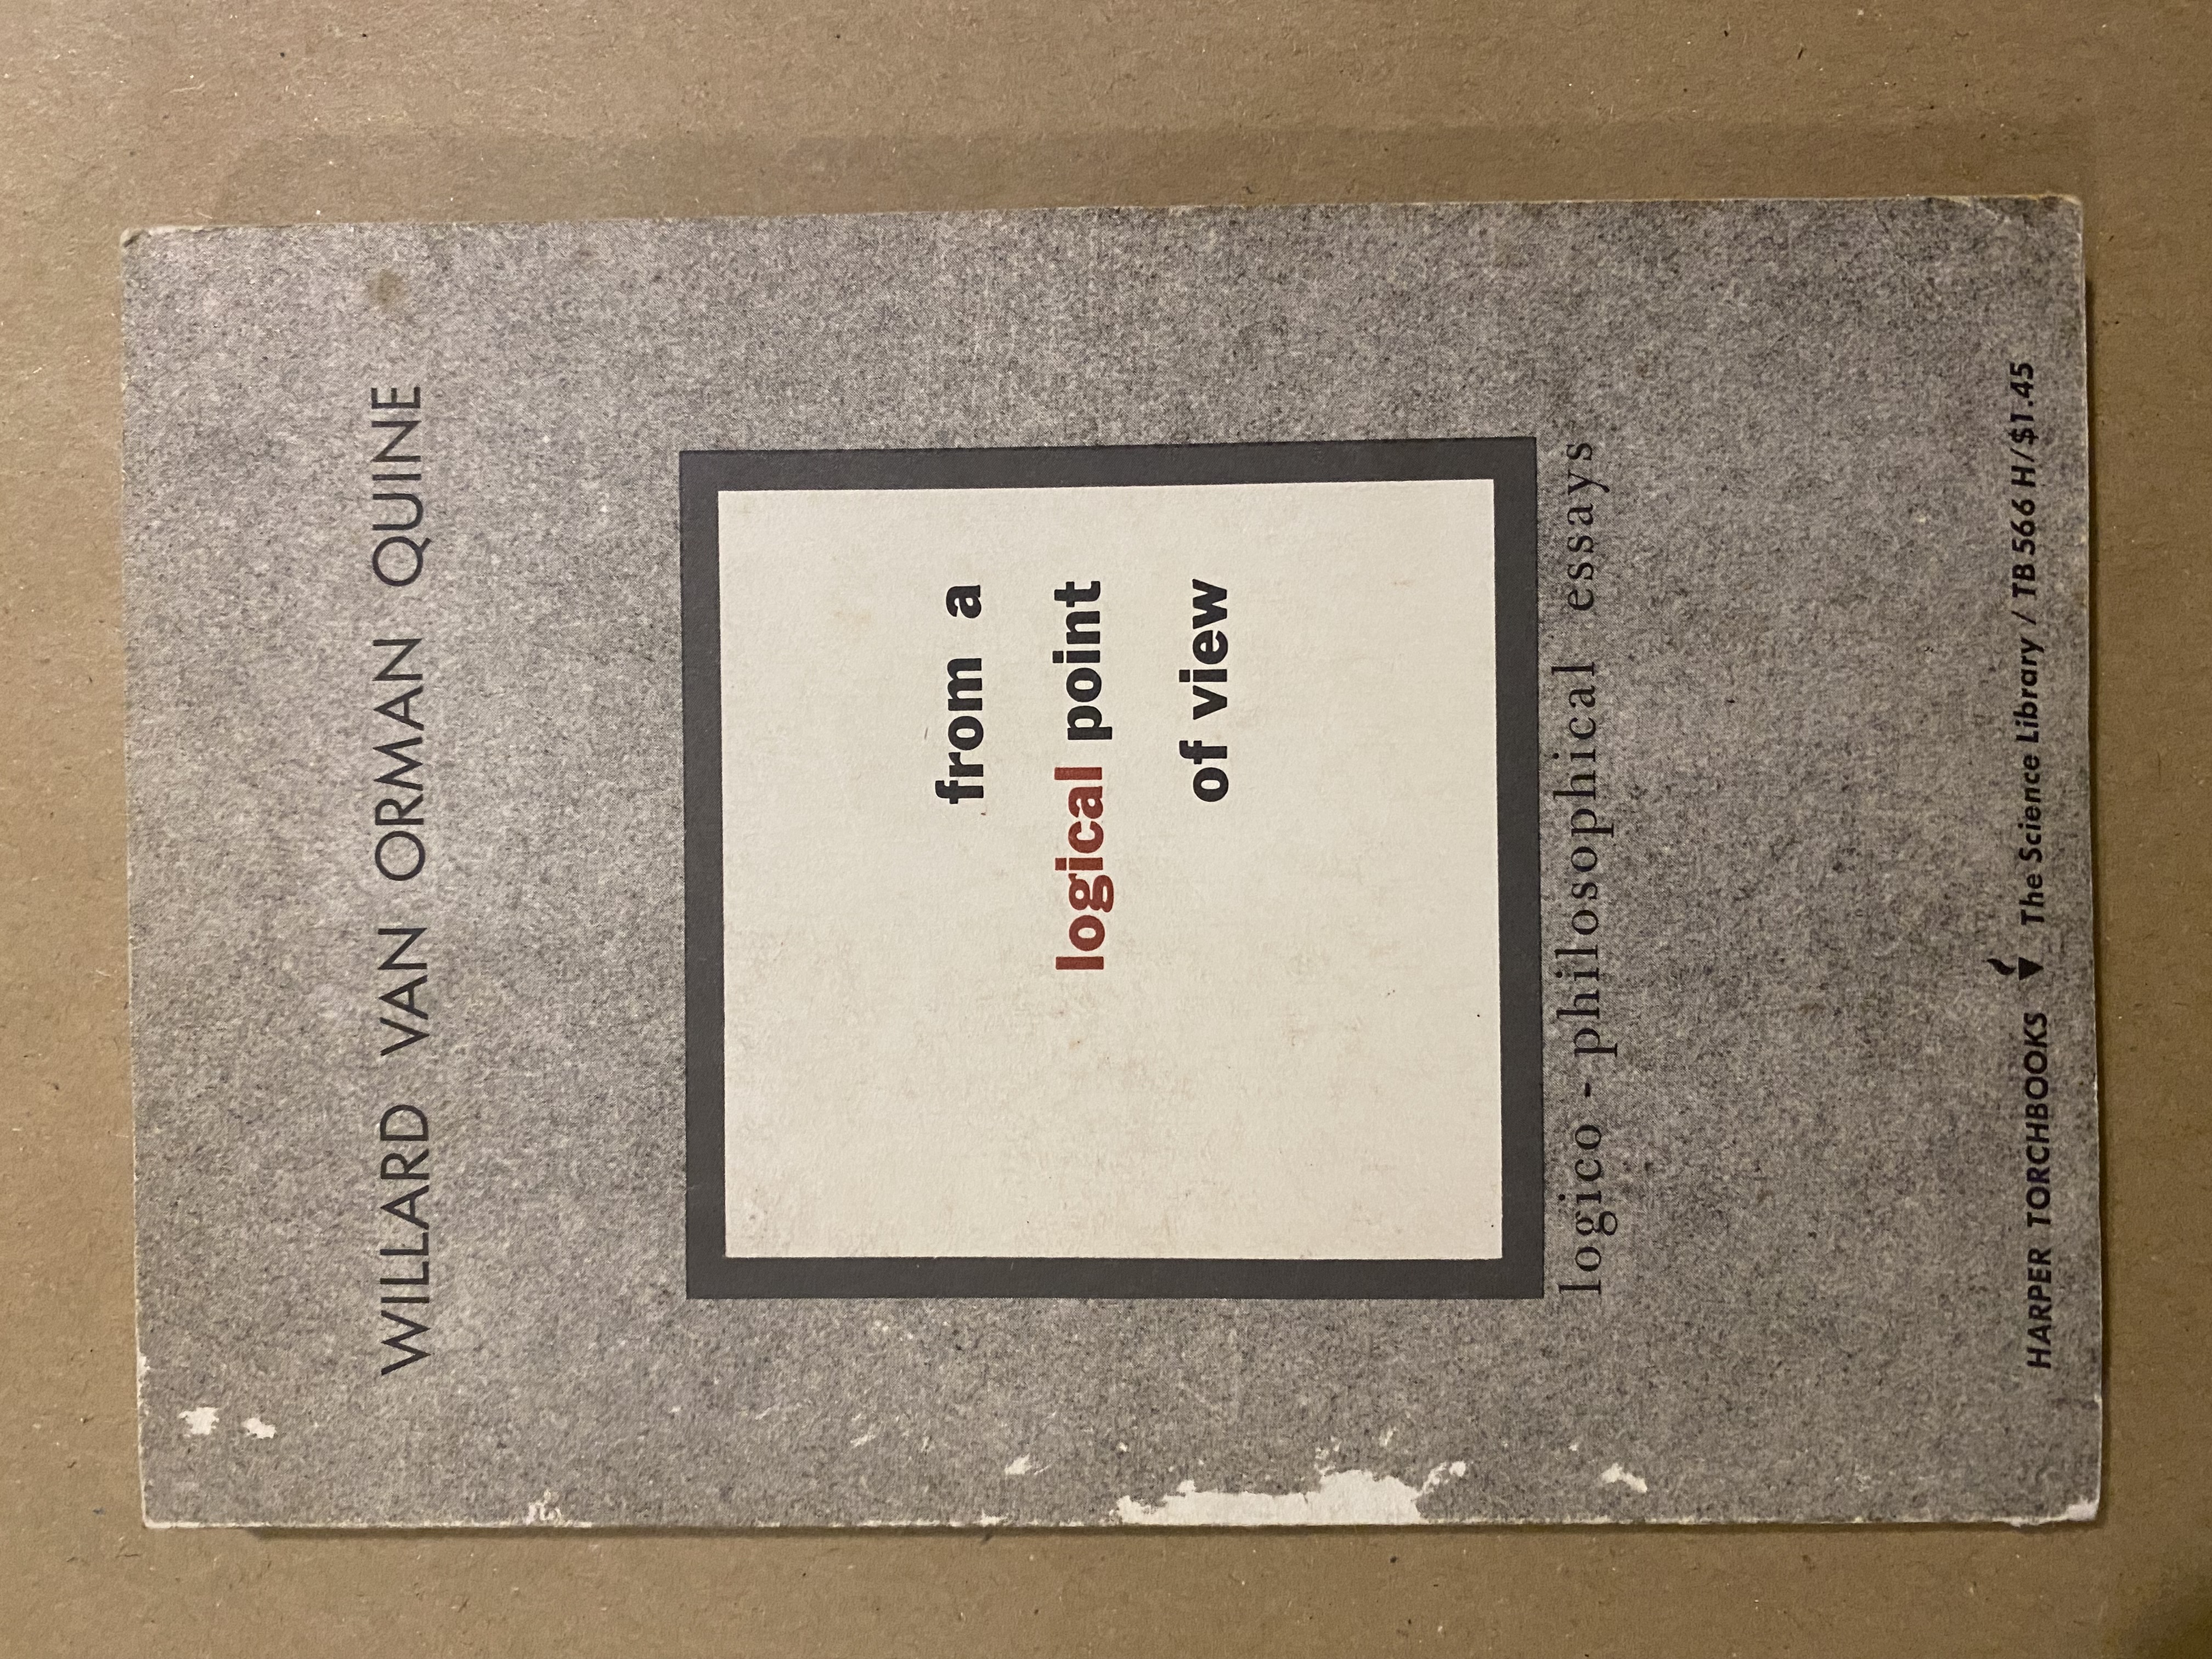 WILLARD VAN ORMAN QUINE
from a
logical point
of view
logico - philosophical essays
HARPER TORCHBOOKS The Science Library / TB 566 H/$1.45